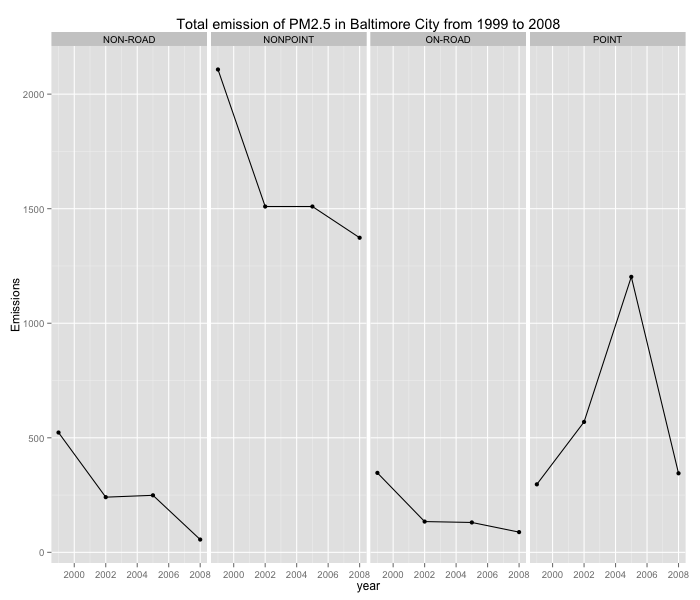 Total emission of PM2.5 in Baltimore City from 1999 to 2008
NON-ROAD NONPOINT ON-ROAD POINT
2000
1500
1000
500
0
Emissions
2000 2002 2004 2006 2008 2000 2002 2004 2006 2008 2000 2002 2004 2006 2008 2000 2002 2004 2006 2008
year